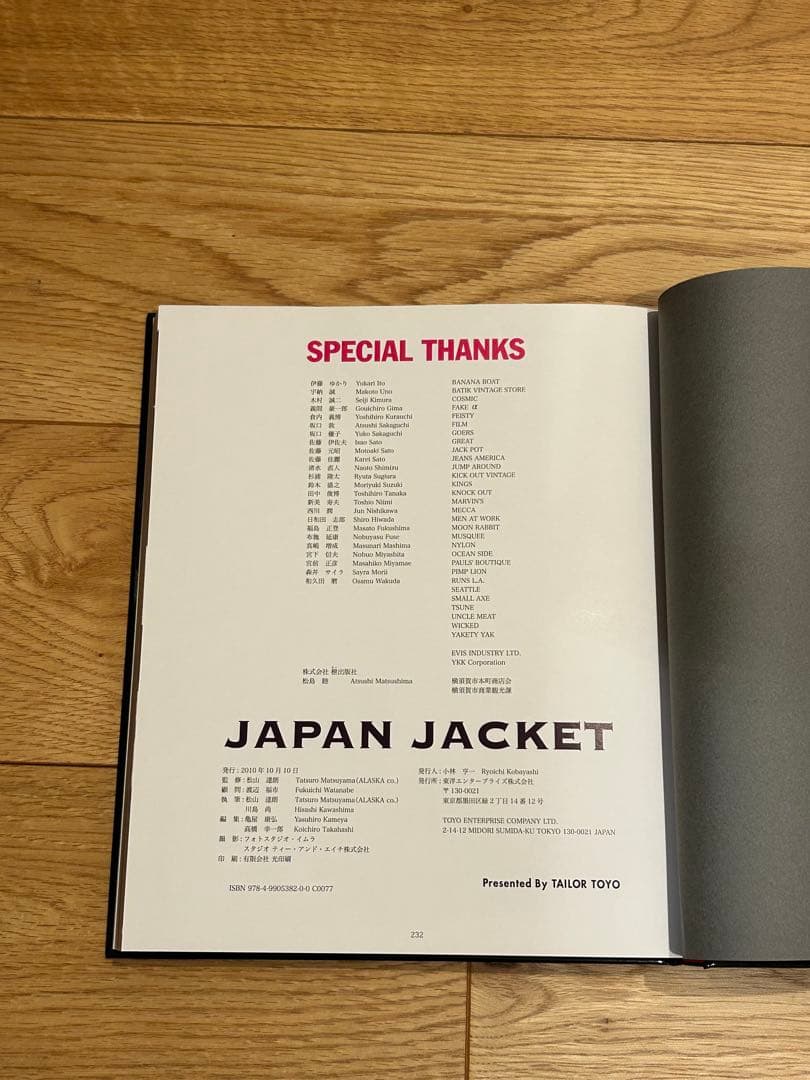 SPECIAL THANKS
伊藤 ゆかり Yukari Ito
宇納 誠 Makoto Uno
木村 誠二 Seiji Kimura
義間 豪一郎 Gouichiro Gima
倉内 義博 Yoshihiro Kurauchi
坂口 敦 Atsushi Sakaguchi
坂口 優子 Yuko Sakaguchi
佐藤 伊佐夫 Isao Sato
佐藤 元昭 Motoaki Sato
佐藤 佳麗 Karei Sato
清水 直人 Naoto Shimizu
杉浦 隆太 Ryuta Sugiura
鈴木 盛之 Moriyuki Suzuki
田中 俊博 Toshihiro Tanaka
新美 寿夫 Toshio Niimi
西川 潤 Jun Nishikawa
日和田 志郎 Shiro Hiwada
福島 正登 Masato Fukushima
布施 延康 Nobuyasu Fuse
真嶋 増成 Masunari Mashima
宮下 信夫 Nobuo Miyashita
宮前 正彦 Masahiko Miyamae
森井 サイラ Sayra Morii
和久田 磨 Osamu Wakuda
株式会社 枻出版社
松島 睦 Atsushi Matsushima
BANANA BOAT
BATIK VINTAGE STORE
COSMIC
FAKE α
FEISTY
FILM
GOERS
GREAT
JACK POT
JEANS AMERICA
JUMP AROUND
KICK OUT VINTAGE
KINGS
KNOCK OUT
MARVIN'S
MECCA
MEN AT WORK
MOON RABBIT
MUSQUEE
NYLON
OCEAN SIDE
PAULS' BOUTIQUE
PIMP LION
RUNS L.A.
SEATTLE
SMALL AXE
TSUNE
UNCLE MEAT
WICKED
YAKETY YAK
EVIS INDUSTRY LTD.
YKK Corporation
横須賀市本町商店会
横須賀市商業観光課
JAPAN JACKET
発行:2010年10月10日
監 修:松山 達朗 Tatsuro Matsuyama(ALASKA co.)
顧 問:渡辺 福市 Fukuichi Watanabe
執 筆:松山 達朗 Tatsuro Matsuyama(ALASKA co.)
川島 尚 Hisashi Kawashima
編 集:亀屋 康弘 Yasuhiro Kameya
高橋 幸一郎 Koichiro Takahashi
撮 影:フォトスタジオ・イムラ
スタジオ ティー・アンド・エイチ株式会社
印 刷:有限会社 光印刷
発行人:小林 亨一 Ryoichi Kobayashi
発行所:東洋エンタープライズ株式会社
〒130-0021
東京都墨田区緑2丁目14番12号
TOYO ENTERPRISE COMPANY LTD.
2-14-12 MIDORI SUMIDA-KU TOKYO 130-0021 JAPAN
ISBN 978-4-9905382-0-0 C0077
Presented By TAILOR TOYO
232